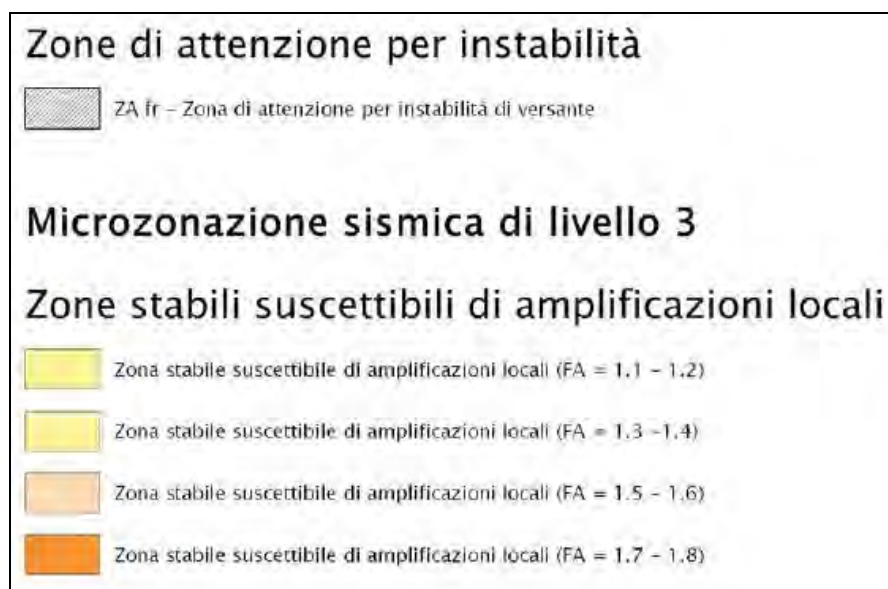 Zone di attenzione per instabilità
ZA fr – Zona di attenzione per instabilità di versante
Microzonazione sismica di livello 3
Zone stabili suscettibili di amplificazioni locali
Zona stabile suscettibile di amplificazioni locali (FA = 1.1 – 1.2)
Zona stabile suscettibile di amplificazioni locali (FA = 1.3 –1.4)
Zona stabile suscettibile di amplificazioni locali (FA = 1.5 – 1.6)
Zona stabile suscettibile di amplificazioni locali (FA = 1.7 – 1.8)